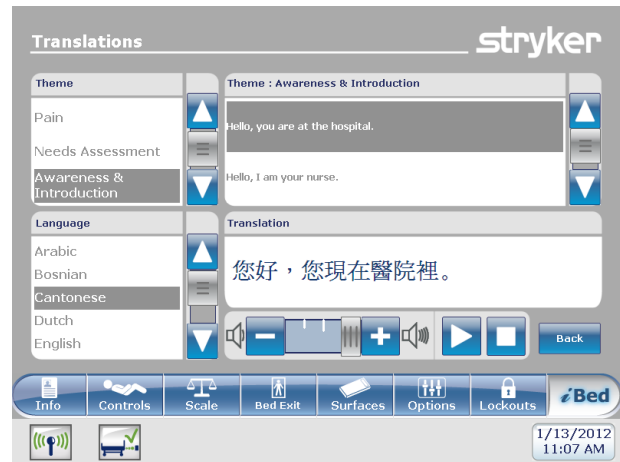 Translations
stryker
Theme
Pain
Needs Assessment
Awareness &
Introduction
Theme : Awareness & Introduction
Hello, you are at the hospital.
Hello, I am your nurse.
Language
Arabic
Bosnian
Cantonese
Dutch
English
Translation
您好，您現在醫院裡。
Back
Info
Controls
Scale
Bed Exit
Surfaces
Options
Lockouts
iBed
1/13/2012
11:07 AM